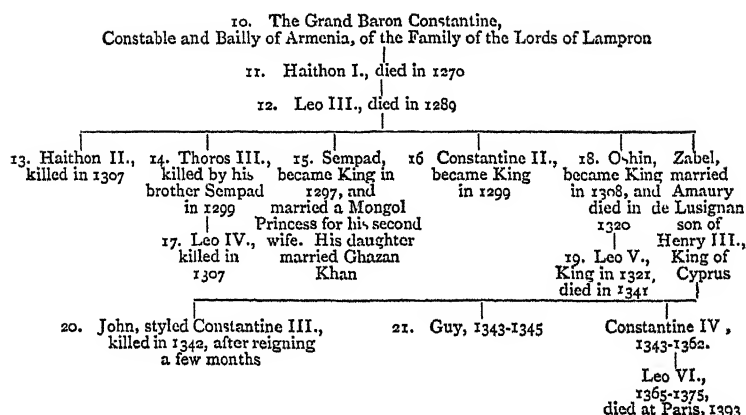 10. The Grand Baron Constantine,
Constable and Bailly of Armenia, of the Family of the Lords of Lampron
11. Haithon I., died in 1270
12. Leo III., died in 1289
13. Haithon II.,
killed in 1307
14. Thoros III.,
killed by his
brother Sempad
in 1299
17. Leo IV.,
killed in
1307
15. Sempad,
became King in
1297, and
married a Mongol
Princess for his second
wife. His daughter
married Ghazan
Khan
16 Constantine II.,
became King
in 1299
18. Oshin,
became King
in 1308, and
died in
1320
19. Leo V.,
King in 1321,
died in 1341
Zabel,
married
Amaury
de Lusignan
son of
Henry III.,
King of
Cyprus
20. John, styled Constantine III.,
killed in 1342, after reigning
a few months
21. Guy, 1343-1345
Constantine IV.,
1343-1362.
Leo VI.,
1365-1375,
died at Paris, 1393